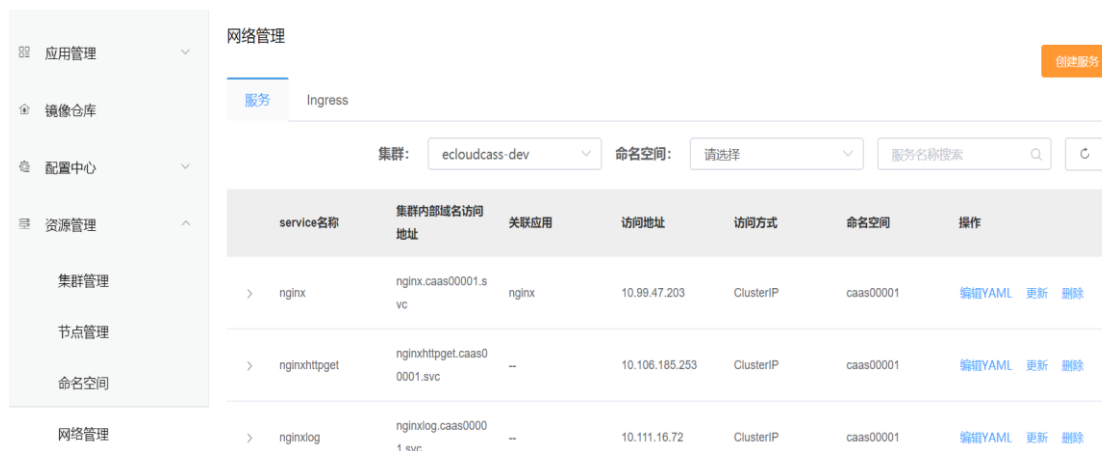 网络管理
创建服务
应用管理
镜像仓库
配置中心
资源管理
集群管理
节点管理
命名空间
网络管理
服务 Ingress
集群： ecloudcass-dev 命名空间： 请选择 服务名称搜索
service名称 集群内部域名访问 关联应用 访问地址 访问方式 命名空间 操作
地址
nginx nginx.caas00001.s nginx 10.99.47.203 ClusterIP caas00001 编辑YAML 更新 删除
vc
nginxhttpget nginxhttpget.caas0 -- 10.106.185.253 ClusterIP caas00001 编辑YAML 更新 删除
0001.svc
nginxlog nginxlog.caas0000 -- 10.111.16.72 ClusterIP caas00001 编辑YAML 更新 删除
1.svc